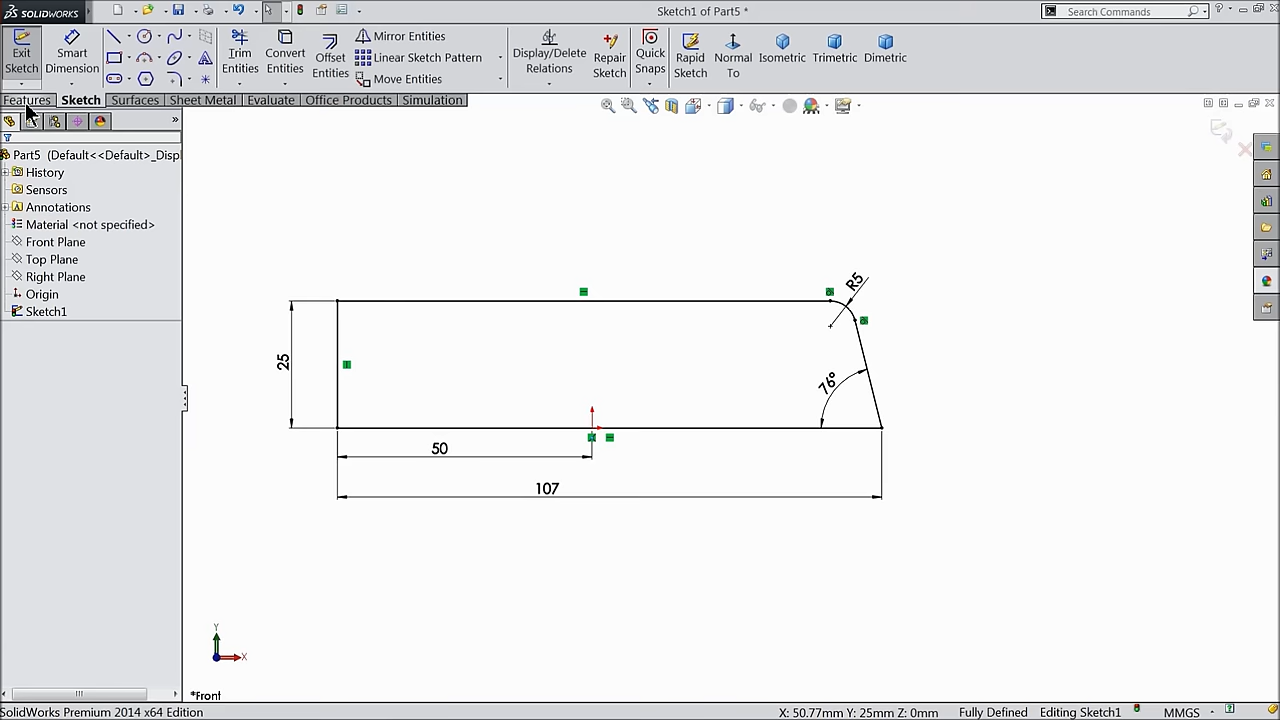 SOLIDWORKS
Sketch1 of Part5 *
Search Commands
Exit Sketch
Smart Dimension
Trim Entities
Convert Entities
Offset Entities
Mirror Entities
Linear Sketch Pattern
Move Entities
Display/Delete Relations
Repair Sketch
Quick Snaps
Rapid Sketch
Normal To
Isometric
Trimetric
Dimetric
Features
Sketch
Surfaces
Sheet Metal
Evaluate
Office Products
Simulation
Part5 (Default<<Default>_Displ
History
Sensors
Annotations
Material <not specified>
Front Plane
Top Plane
Right Plane
Origin
Sketch1
R5
25
76°
50
107
Y
X
*Front
SolidWorks Premium 2014 x64 Edition
X: 50.77mm Y: 25mm Z: 0mm
Fully Defined
Editing Sketch1
MMGS